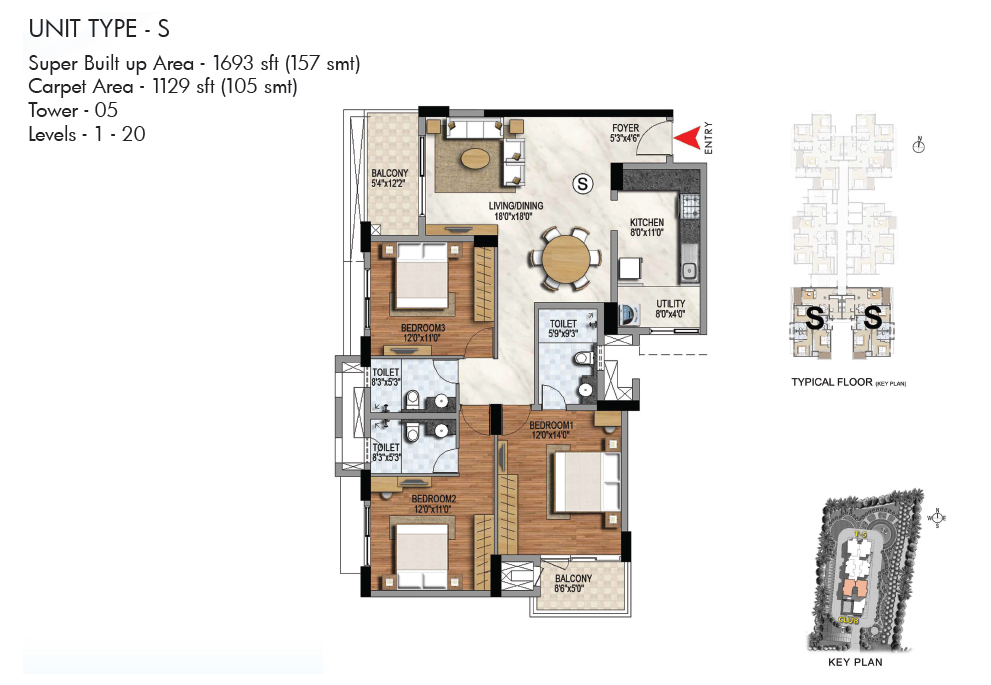 UNIT TYPE - S
Super Built up Area - 1693 sft (157 smt)
Carpet Area - 1129 sft (105 smt)
Tower - 05
Levels - 1 - 20
FOYER
5'3"x4'6"
ENTRY
BALCONY
5'4"x12'2"
S
LIVING/DINING
18'0"x18'0"
KITCHEN
8'0"x11'0"
UTILITY
8'0"x4'0"
BEDROOM3
12'0"x11'0"
TOILET
5'9"x9'3"
TOILET
8'3"x5'3"
TOILET
8'3"x5'3"
BEDROOM1
12'0"x14'0"
BEDROOM2
12'0"x11'0"
BALCONY
8'6"x5'0"
N
S S
TYPICAL FLOOR (KEY PLAN)
N
W E
S
T-5
CLUB
KEY PLAN